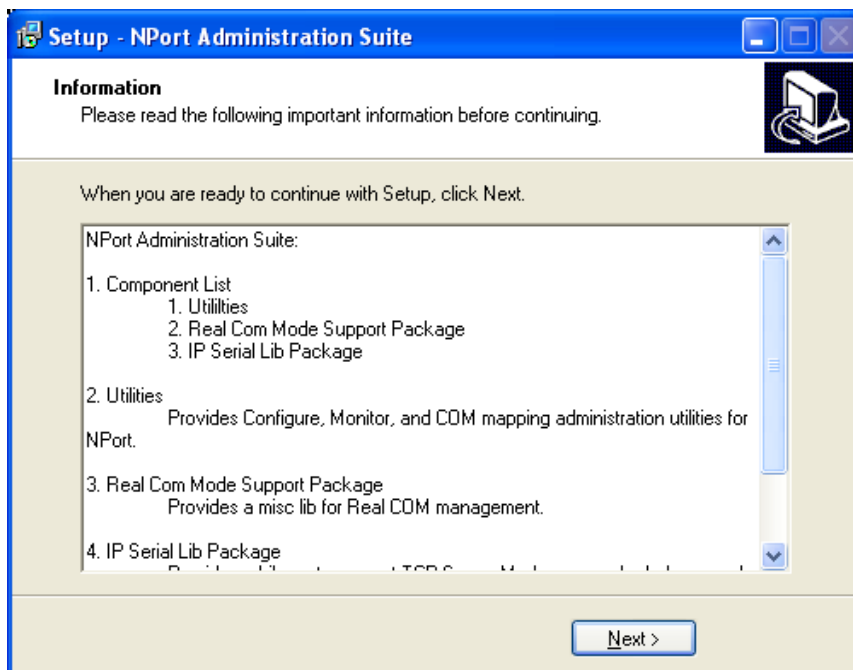 Setup - NPort Administration Suite
Information
Please read the following important information before continuing.
When you are ready to continue with Setup, click Next.
NPort Administration Suite:
1. Component List
1. Utililties
2. Real Com Mode Support Package
3. IP Serial Lib Package
2. Utilities
Provides Configure, Monitor, and COM mapping administration utilities for
NPort.
3. Real Com Mode Support Package
Provides a misc lib for Real COM management.
4. IP Serial Lib Package
Next >